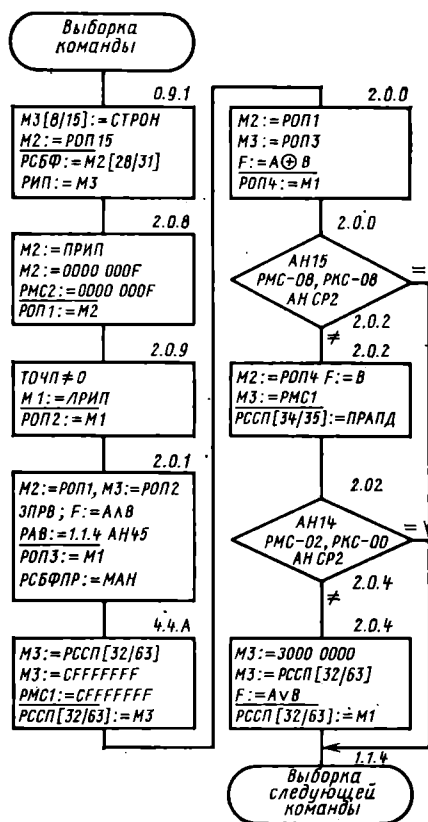 Выборка
команды
0.9.1
М3[8/15]:=СТРОН
М2:=РОП15
РСБФ:=М2[28/31]
РИП:=М3
2.0.8
М2:=ПРИП
М2:=0000 000F
РМС2:=0000 000F
РОП1:=М2
2.0.9
ТОЧП≠0
М1:=ЛРИП
РОП2:=М1
2.0.1
М2:=РОП1, М3:=РОП2
ЗПРВ; F:=A∧B
РАВ:=1.1.4 АН45
РОП3:=М1
РСБФПР:=МАН
4.4.А
М3:=РССП[32/63]
М3:=CFFFFFFF
РМС1:=CFFFFFFF
РССП[32/63]:=М3
2.0.0
М2:=РОП1
М3:=РОП3
F:=A⊕B
РОП4:=М1
2.0.0
АН15
РМС-08, РКС-08
АН СР2
=
≠
2.0.2
2.0.2
М2:=РОП4 F:=B
М3:=РМС1
РССП[34/35]:=ПРАПД
2.02
АН14
РМС-02, РКС-00
АН СР2
=
≠
2.0.4
2.0.4
М3:=3000 0000
М3:=РССП[32/63]
F:=A∨B
РССП[32/63]:=М1
1.1.4
Выборка
следующей
команды